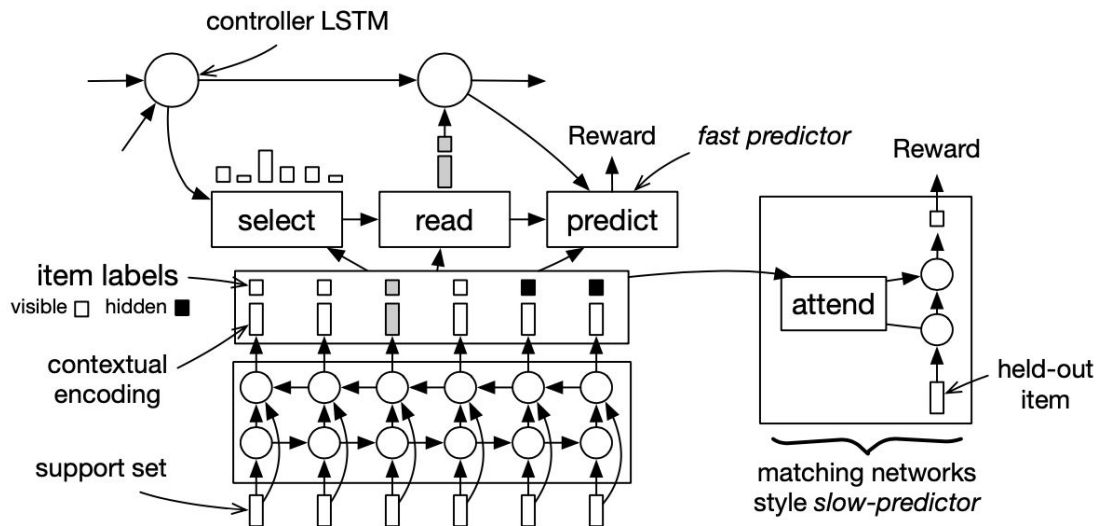 controller LSTM
Reward
fast predictor
Reward
select
read
predict
item labels
visible hidden
attend
contextual
encoding
held-out
item
support set
matching networks
style slow-predictor